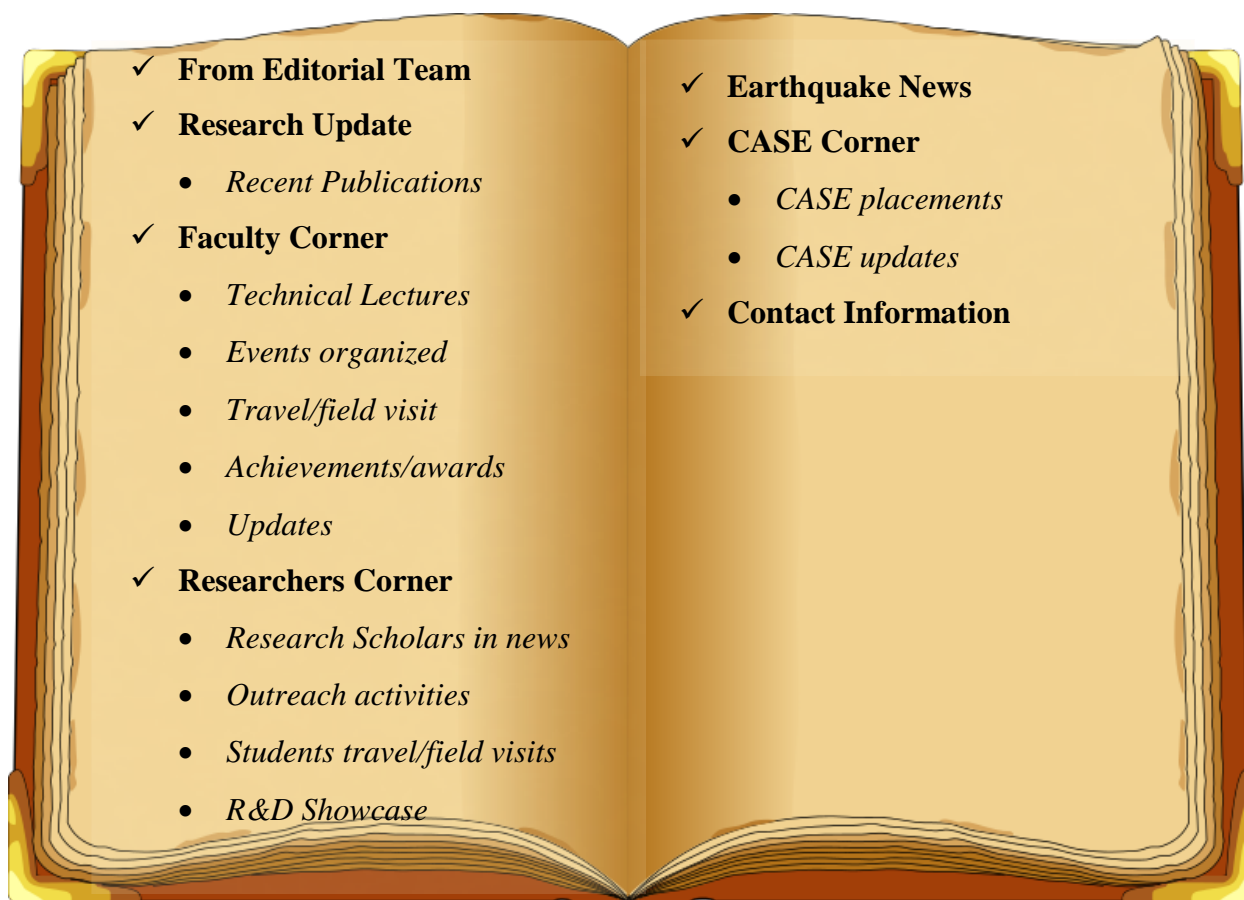 ✓ From Editorial Team
✓ Research Update
• Recent Publications
✓ Faculty Corner
• Technical Lectures
• Events organized
• Travel/field visit
• Achievements/awards
• Updates
✓ Researchers Corner
• Research Scholars in news
• Outreach activities
• Students travel/field visits
• R&D Showcase
✓ Earthquake News
✓ CASE Corner
• CASE placements
• CASE updates
✓ Contact Information